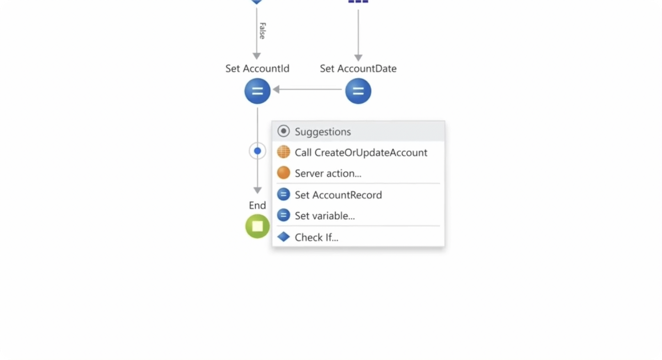 False
Set AccountId
Set AccountDate
Suggestions
Call CreateOrUpdateAccount
Server action...
Set AccountRecord
Set variable...
Check If...
End